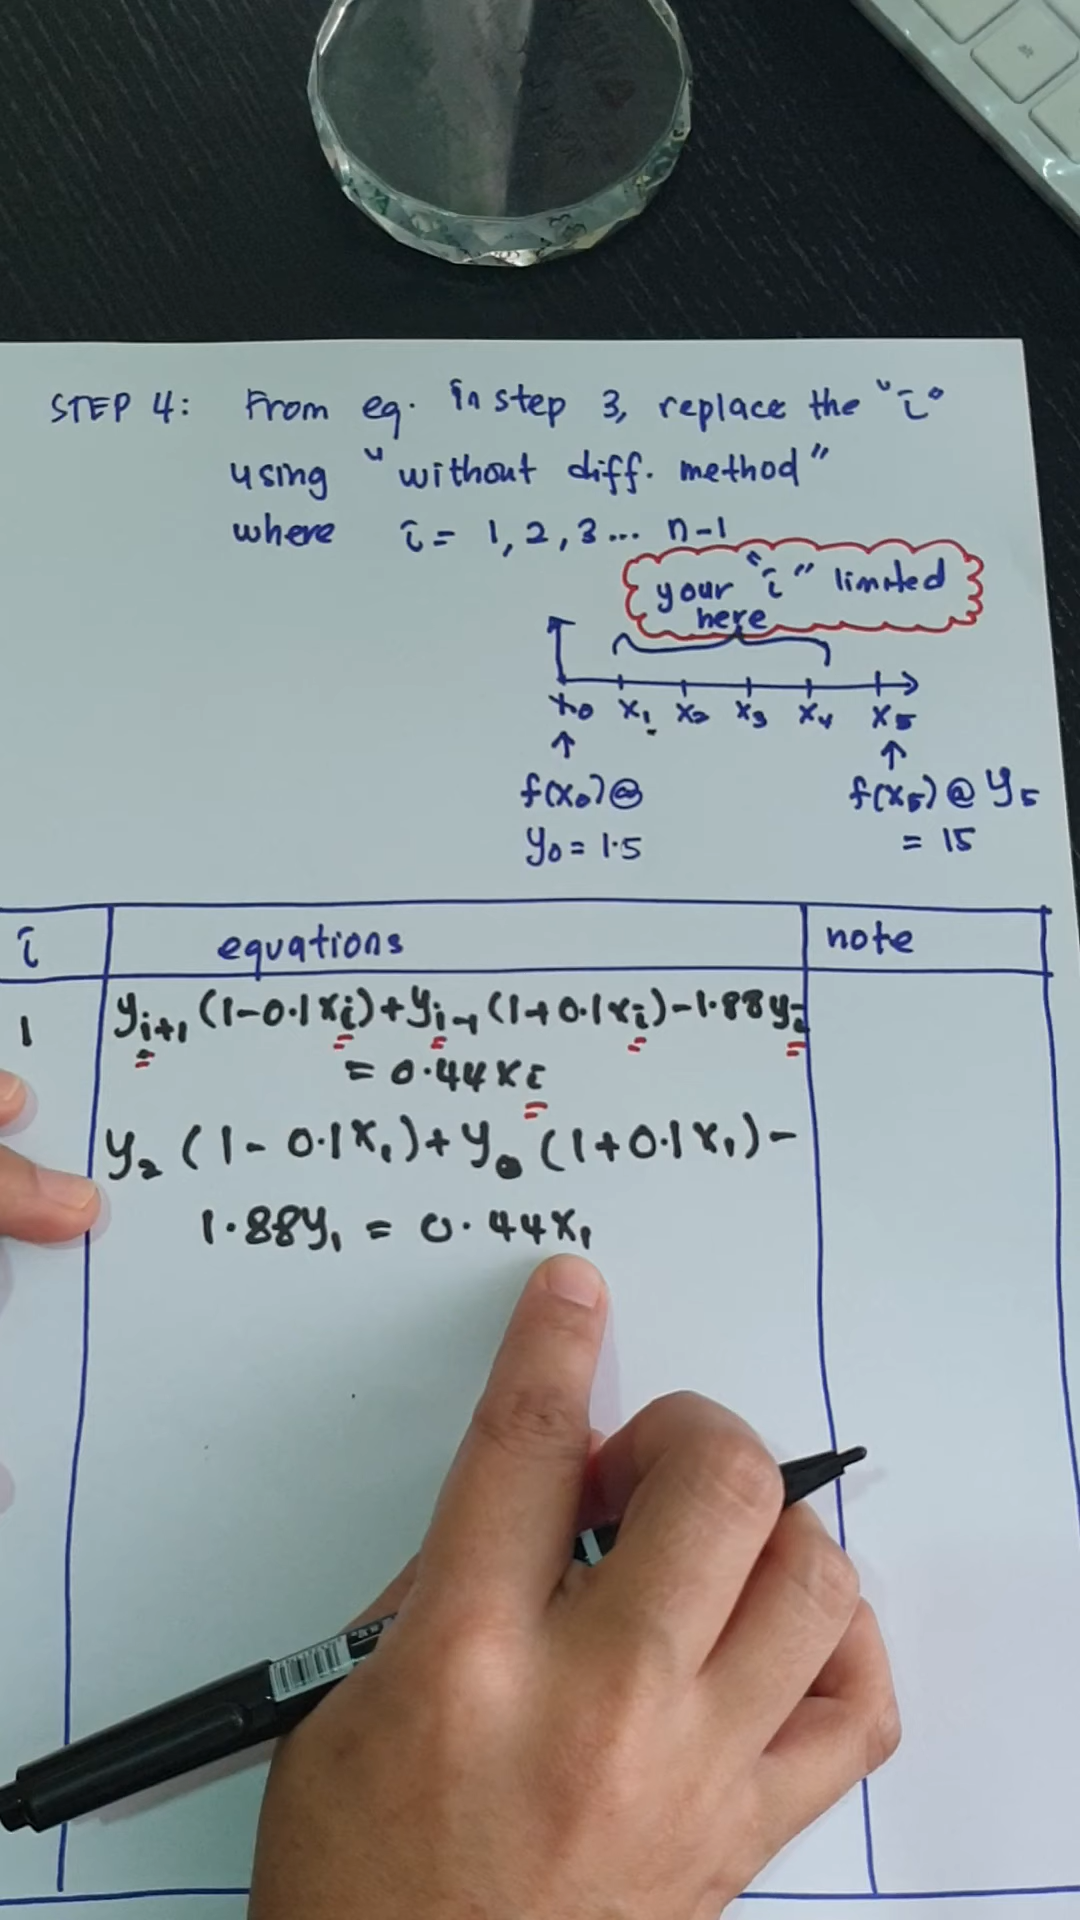 STEP 4: From eq. in step 3, replace the "i"
using "without diff. method"
where i = 1, 2, 3 ... n-1
your "i" limited
here
x0 x1 x2 x3 x4 x5
f(x0) @ f(x5) @ y5
y0 = 1.5 = 15
i equations note
1 yi+1 (1-0.1xi)+yi-1 (1+0.1xi)-1.88yi
= 0.44xi
y2 (1-0.1x1)+y0 (1+0.1x1)-
1.88y1 = 0.44x1